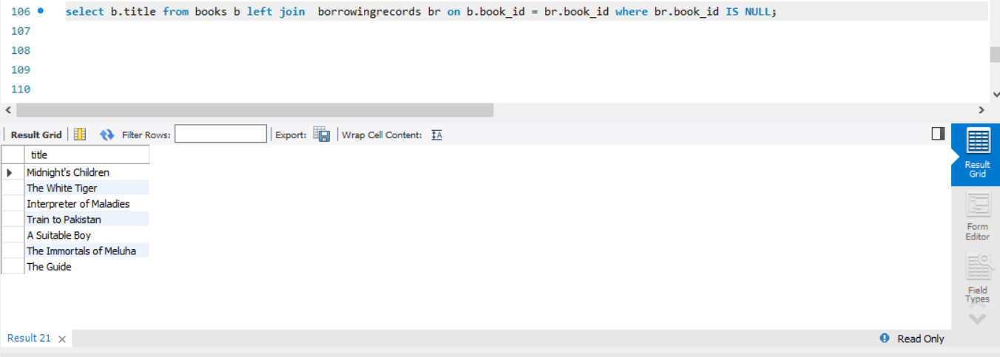 106 select b.title from books b left join  borrowingrecords br on b.book_id = br.book_id where br.book_id IS NULL;
107
108
109
110
Result Grid Filter Rows: Export: Wrap Cell Content: IA
title
Midnight's Children
The White Tiger
Interpreter of Maladies
Train to Pakistan
A Suitable Boy
The Immortals of Meluha
The Guide
Result
Grid
Form
Editor
Field
Types
Result 21 ×
Read Only